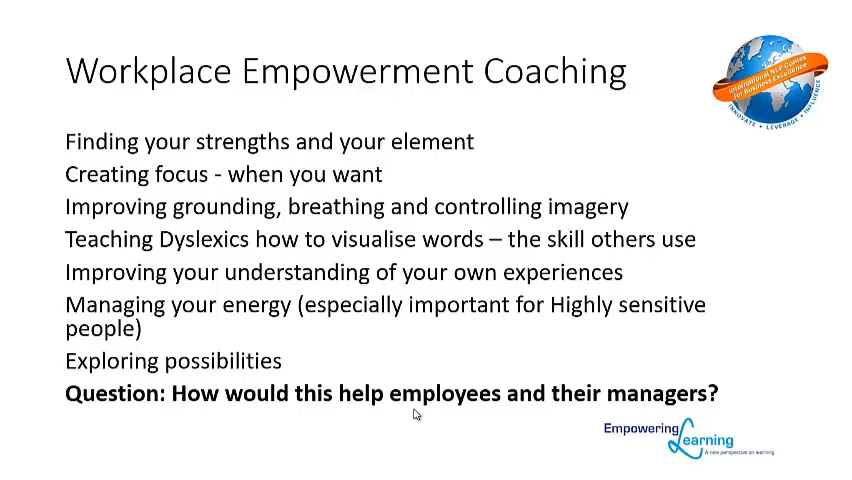 Workplace Empowerment Coaching
International NLP Conlex
for Business Excellence
INNOVATE • LEVERAGE • INFLUENCE
Finding your strengths and your element
Creating focus - when you want
Improving grounding, breathing and controlling imagery
Teaching Dyslexics how to visualise words – the skill others use
Improving your understanding of your own experiences
Managing your energy (especially important for Highly sensitive
people)
Exploring possibilities
Question: How would this help employees and their managers?
Empowering
Learning
A new perspective on learning